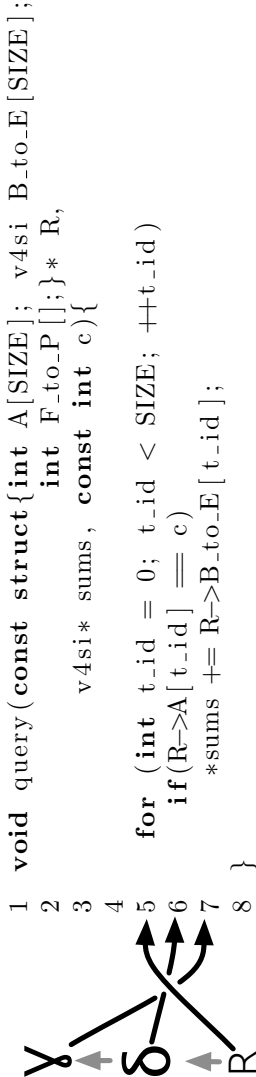 1 void query(const struct{int A[SIZE]; v4si B_to_E[SIZE];
2 int F_to_P[];}* R,
3 v4si* sums, const int c){
4
5 for (int t_id = 0; t_id < SIZE; ++t_id)
6 if(R->A[t_id] == c)
7 *sums += R->B_to_E[t_id];
8 }
γ
δ
R